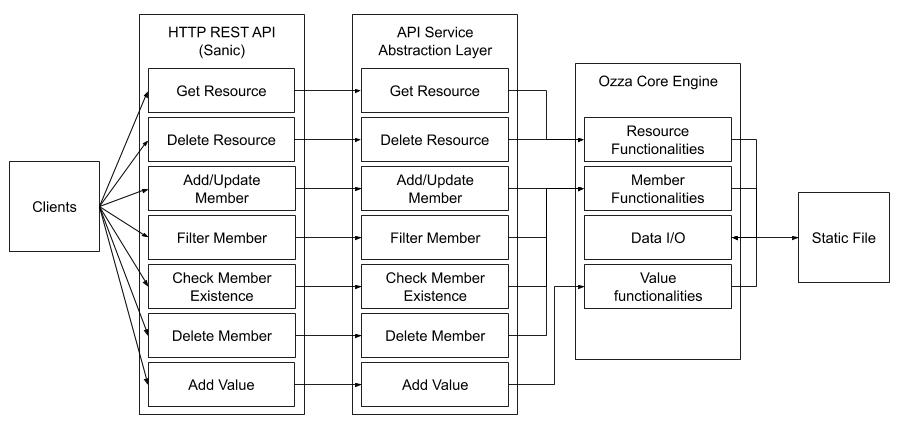 Clients
HTTP REST API
(Sanic)
Get Resource
Delete Resource
Add/Update
Member
Filter Member
Check Member
Existence
Delete Member
Add Value
API Service
Abstraction Layer
Get Resource
Delete Resource
Add/Update
Member
Filter Member
Check Member
Existence
Delete Member
Add Value
Ozza Core Engine
Resource
Functionalities
Member
Functionalities
Data I/O
Value
functionalities
Static File